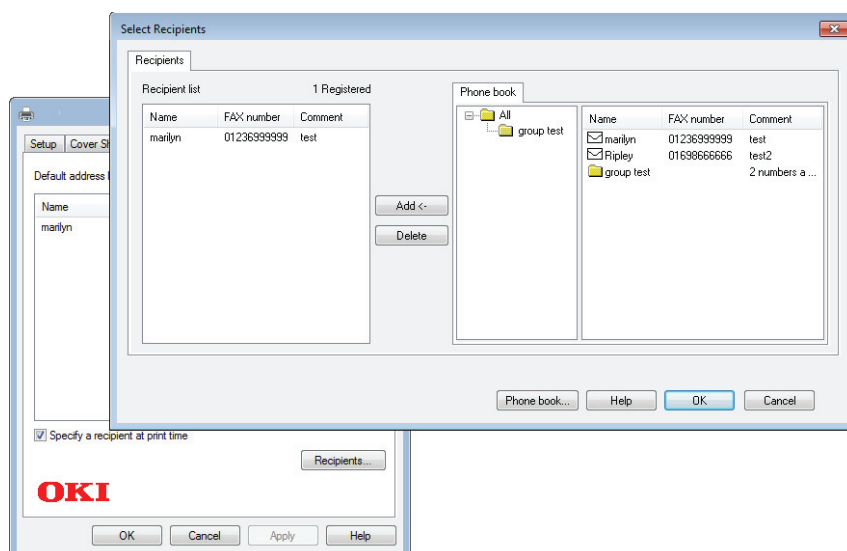 Select Recipients
Recipients
Recipient list 1 Registered
Name FAX number Comment
marilyn 01236999999 test
Add <-
Delete
Phone book
All
group test
Name FAX number Comment
marilyn 01236999999 test
Ripley 01698666666 test2
group test 2 numbers a ...
Phone book... Help OK Cancel
Setup Cover Sh
Default address l
Name
marilyn
Specify a recipient at print time
Recipients...
OKI
OK Cancel Apply Help